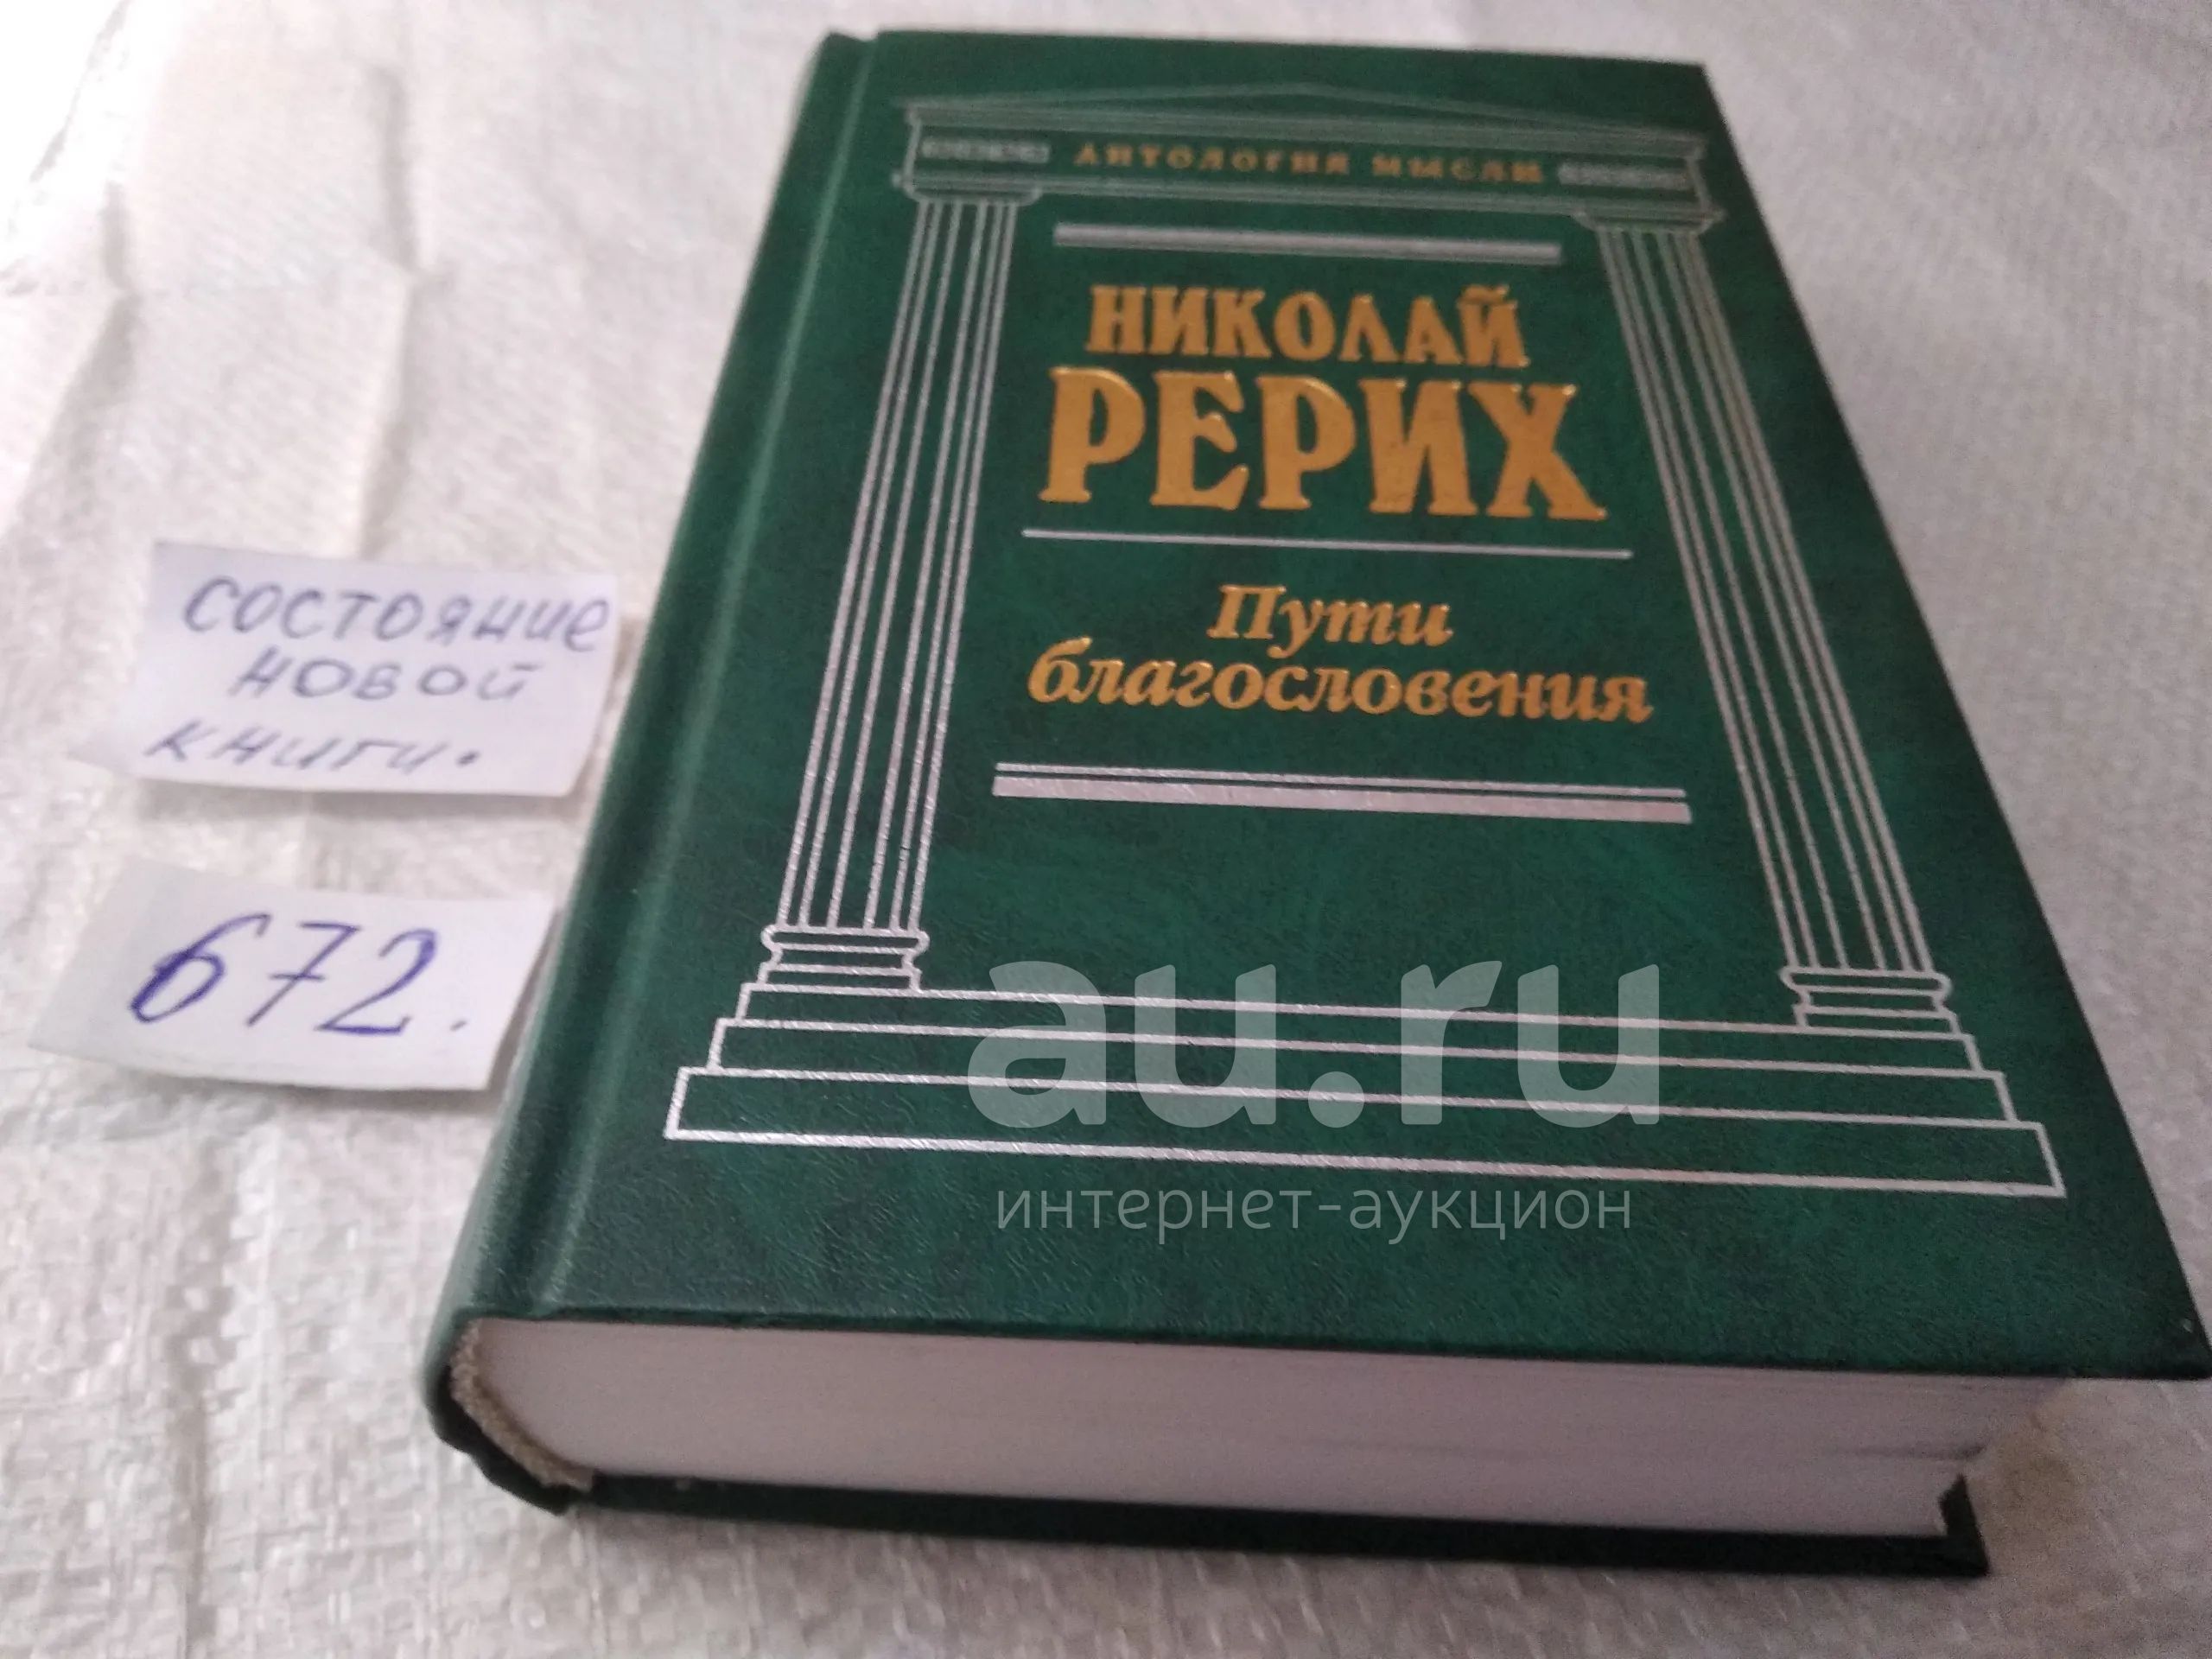 АНТОЛОГИЯ МЫСЛИ
НИКОЛАЙ
РЕРИХ
Пути
благословения
состояние
новой
книги.
672.
au.ru
интернет-аукцион